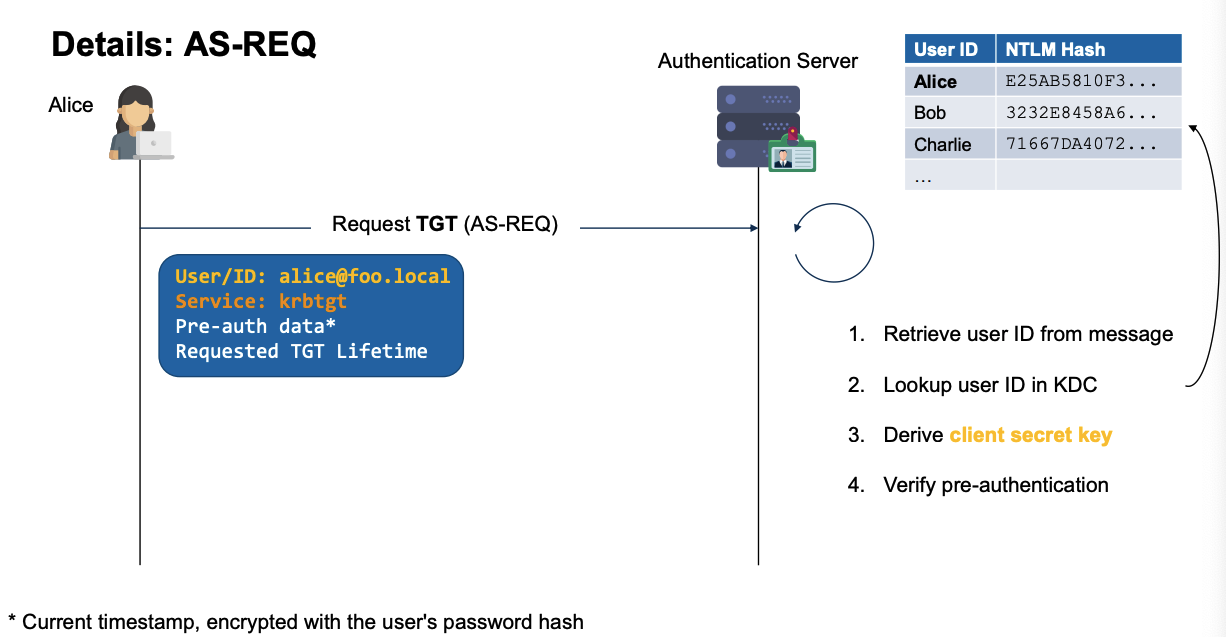 Details: AS-REQ
Alice
Authentication Server
User ID NTLM Hash
Alice E25AB5810F3...
Bob 3232E8458A6...
Charlie 71667DA4072...
...
Request TGT (AS-REQ)
User/ID: alice@foo.local
Service: krbtgt
Pre-auth data*
Requested TGT Lifetime
1. Retrieve user ID from message
2. Lookup user ID in KDC
3. Derive client secret key
4. Verify pre-authentication
* Current timestamp, encrypted with the user's password hash